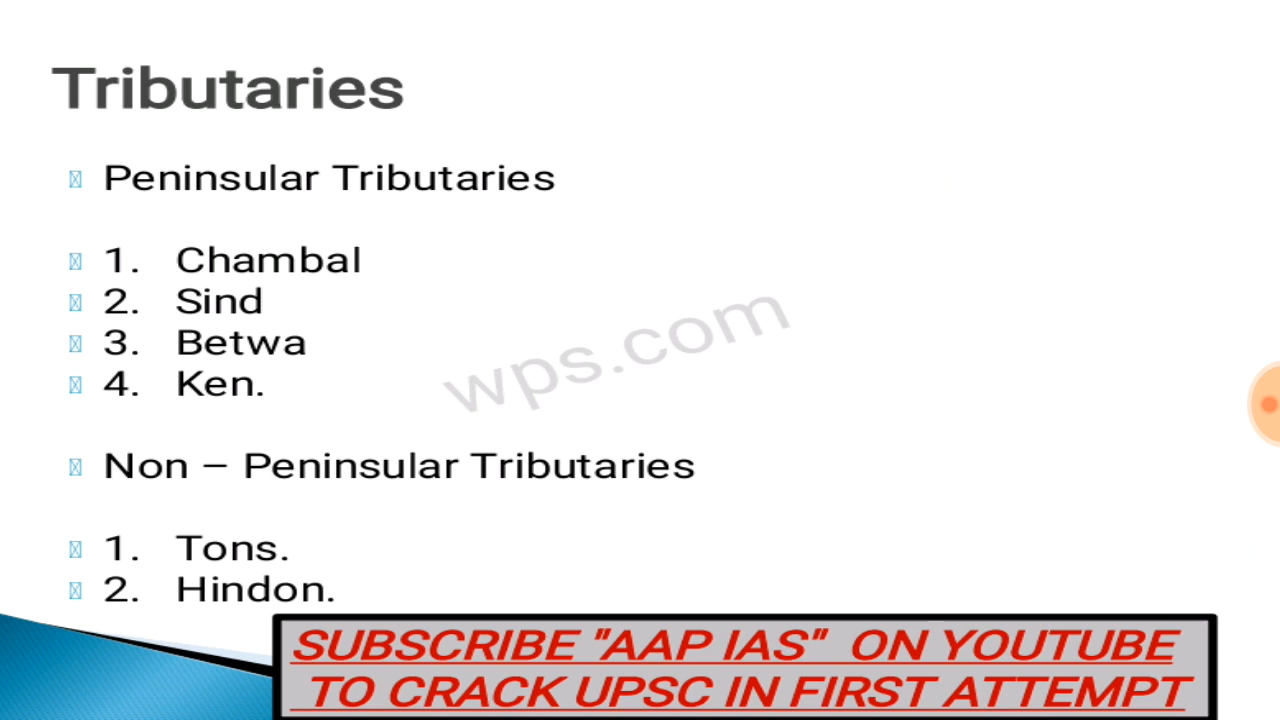 Tributaries
Peninsular Tributaries
1. Chambal
2. Sind
3. Betwa
4. Ken.
wps.com
Non – Peninsular Tributaries
1. Tons.
2. Hindon.
SUBSCRIBE "AAP IAS" ON YOUTUBE
TO CRACK UPSC IN FIRST ATTEMPT